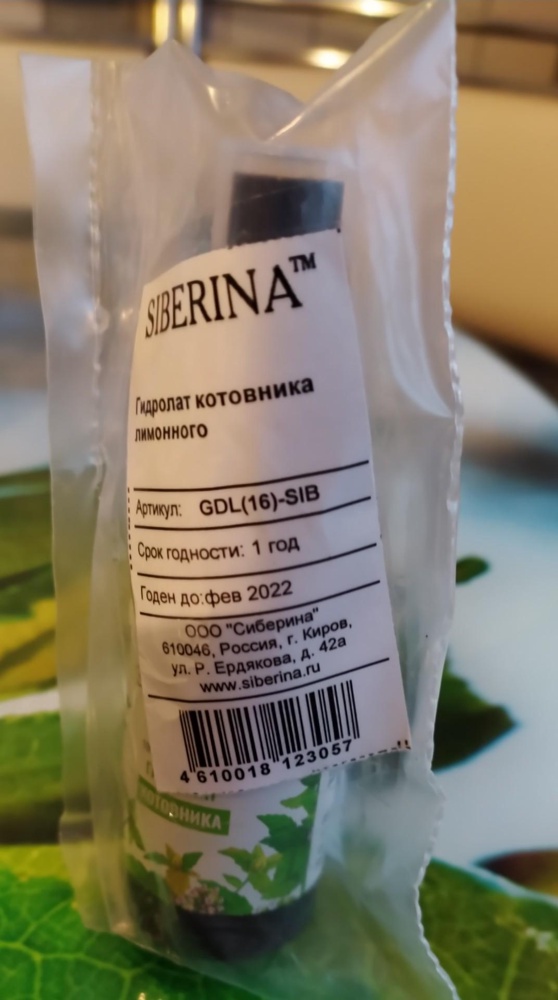 SIBERINA™
Гидролат котовника
лимонного
Артикул: GDL(16)-SIB
Срок годности: 1 год
Годен до:фев 2022
ООО "Сиберина"
610046, Россия, г. Киров,
ул. Р. Ердякова, д. 42а
www.siberina.ru
4 610018 123057
КОТОВНИКА